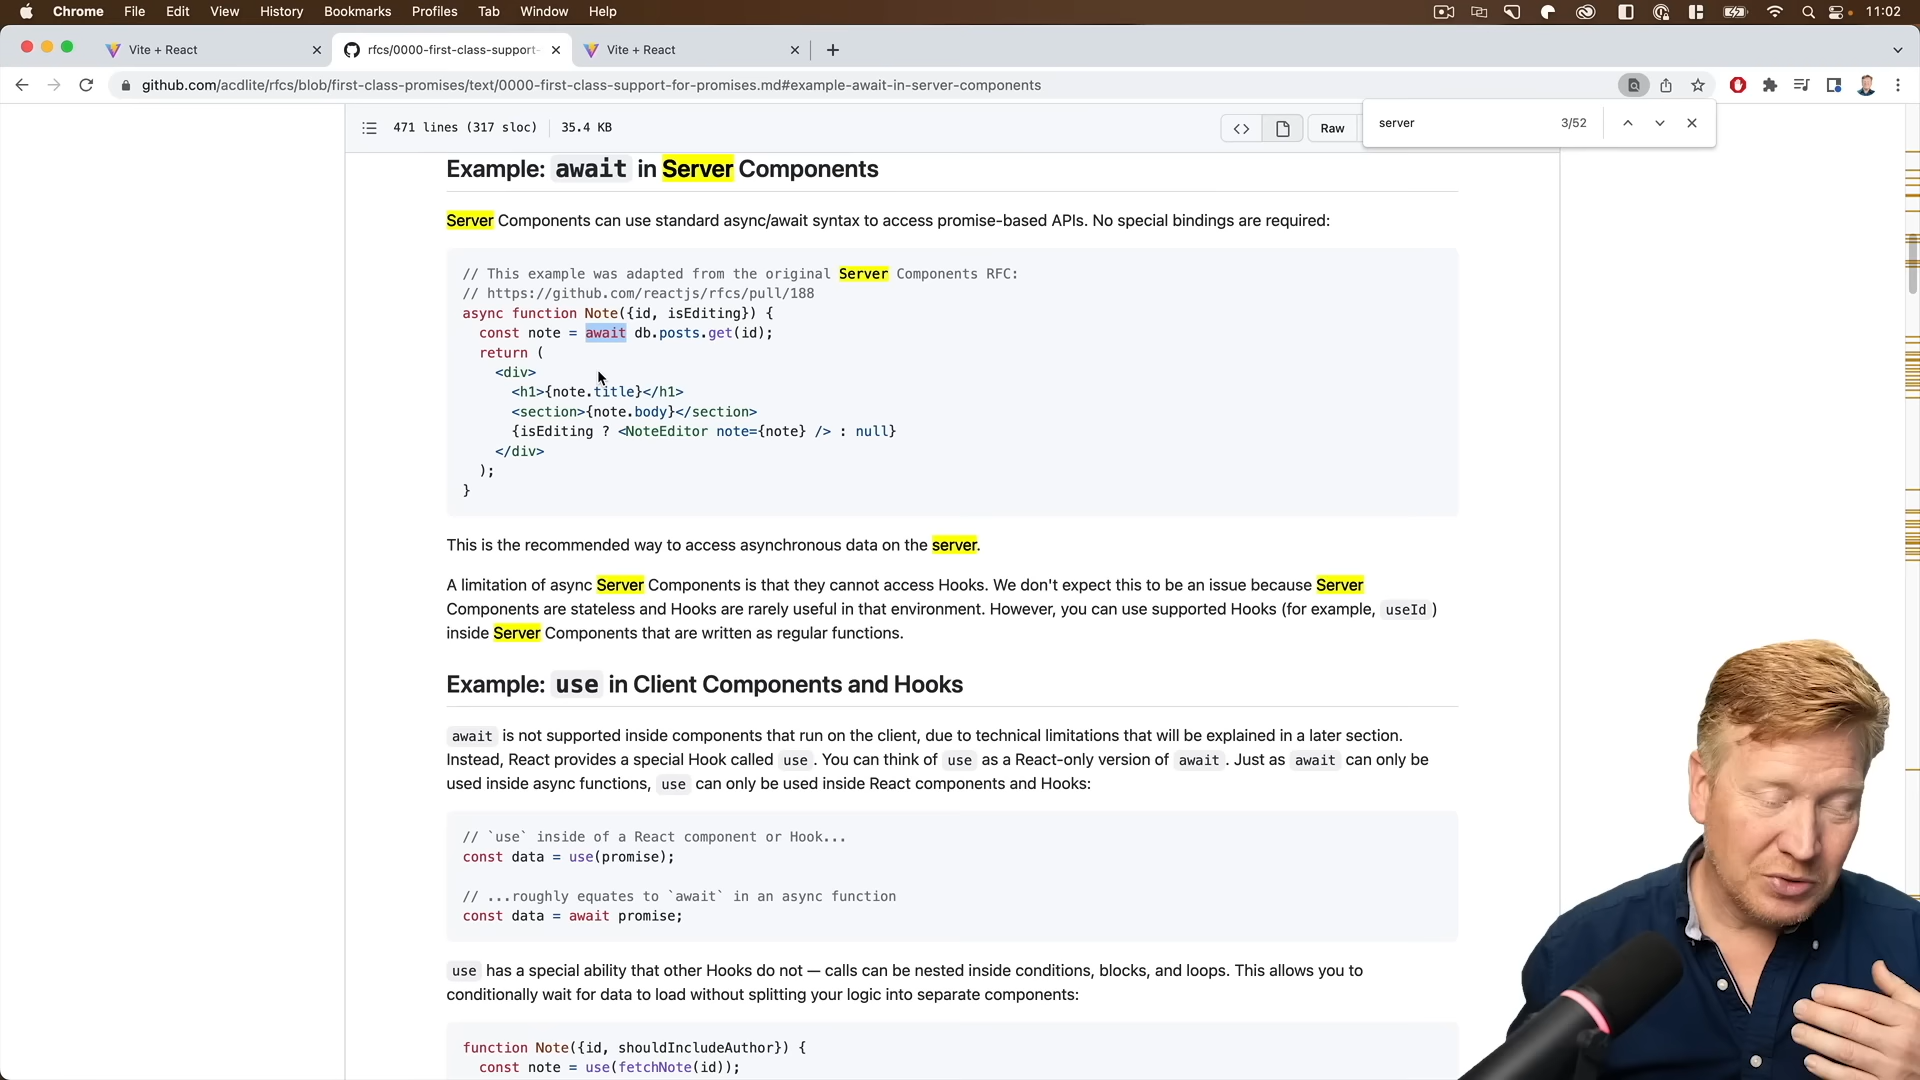 Chrome File Edit View History Bookmarks Profiles Tab Window Help 11:02
Vite + React rfcs/0000-first-class-support- Vite + React
github.com/acdlite/rfcs/blob/first-class-promises/text/0000-first-class-support-for-promises.md#example-await-in-server-components
server 3/52
471 lines (317 sloc) 35.4 KB Raw
Example: await in Server Components
Server Components can use standard async/await syntax to access promise-based APIs. No special bindings are required:
// This example was adapted from the original Server Components RFC:
// https://github.com/reactjs/rfcs/pull/188
async function Note({id, isEditing}) {
const note = await db.posts.get(id);
return (
<div>
<h1>{note.title}</h1>
<section>{note.body}</section>
{isEditing ? <NoteEditor note={note} /> : null}
</div>
);
}
This is the recommended way to access asynchronous data on the server.
A limitation of async Server Components is that they cannot access Hooks. We don't expect this to be an issue because Server
Components are stateless and Hooks are rarely useful in that environment. However, you can use supported Hooks (for example, useId )
inside Server Components that are written as regular functions.
Example: use in Client Components and Hooks
await is not supported inside components that run on the client, due to technical limitations that will be explained in a later section.
Instead, React provides a special Hook called use . You can think of use as a React-only version of await . Just as await can only be
used inside async functions, use can only be used inside React components and Hooks:
// `use` inside of a React component or Hook...
const data = use(promise);
// ...roughly equates to `await` in an async function
const data = await promise;
use has a special ability that other Hooks do not — calls can be nested inside conditions, blocks, and loops. This allows you to
conditionally wait for data to load without splitting your logic into separate components:
function Note({id, shouldIncludeAuthor}) {
const note = use(fetchNote(id));